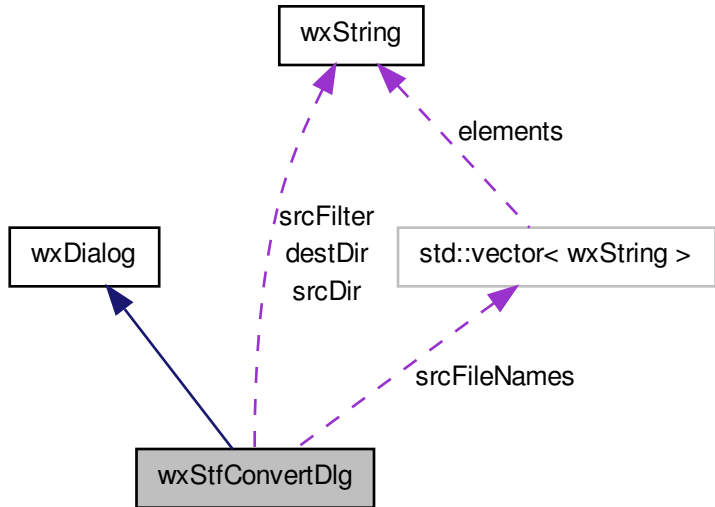 wxString
elements
srcFilter
destDir
srcDir
wxDialog
std::vector< wxString >
srcFileNames
wxStfConvertDlg